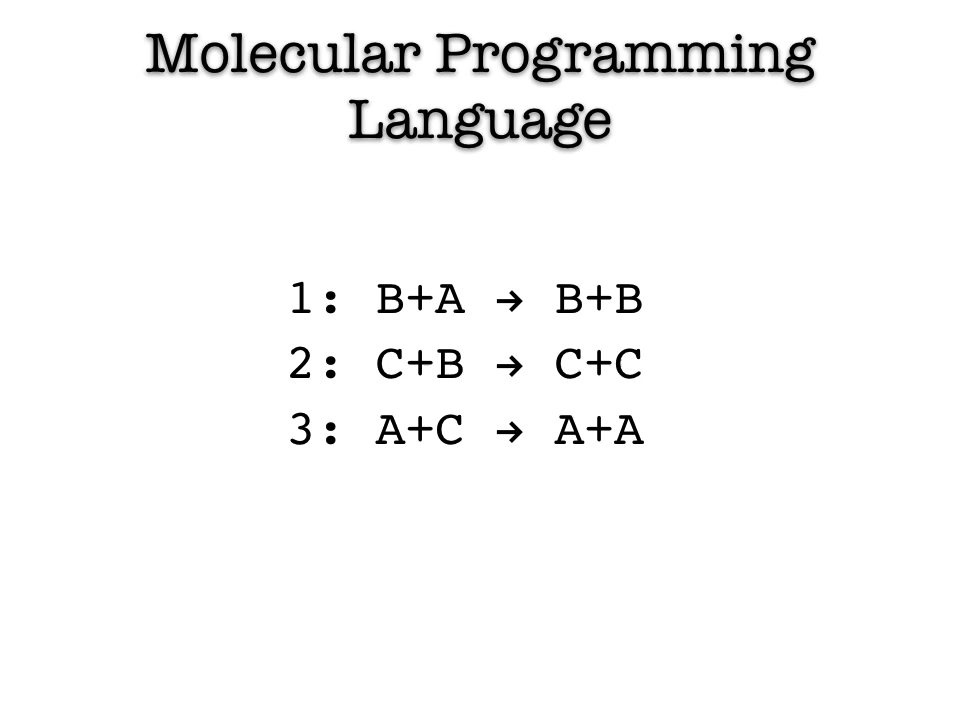 Molecular Programming
Language
1: B+A → B+B
2: C+B → C+C
3: A+C → A+A